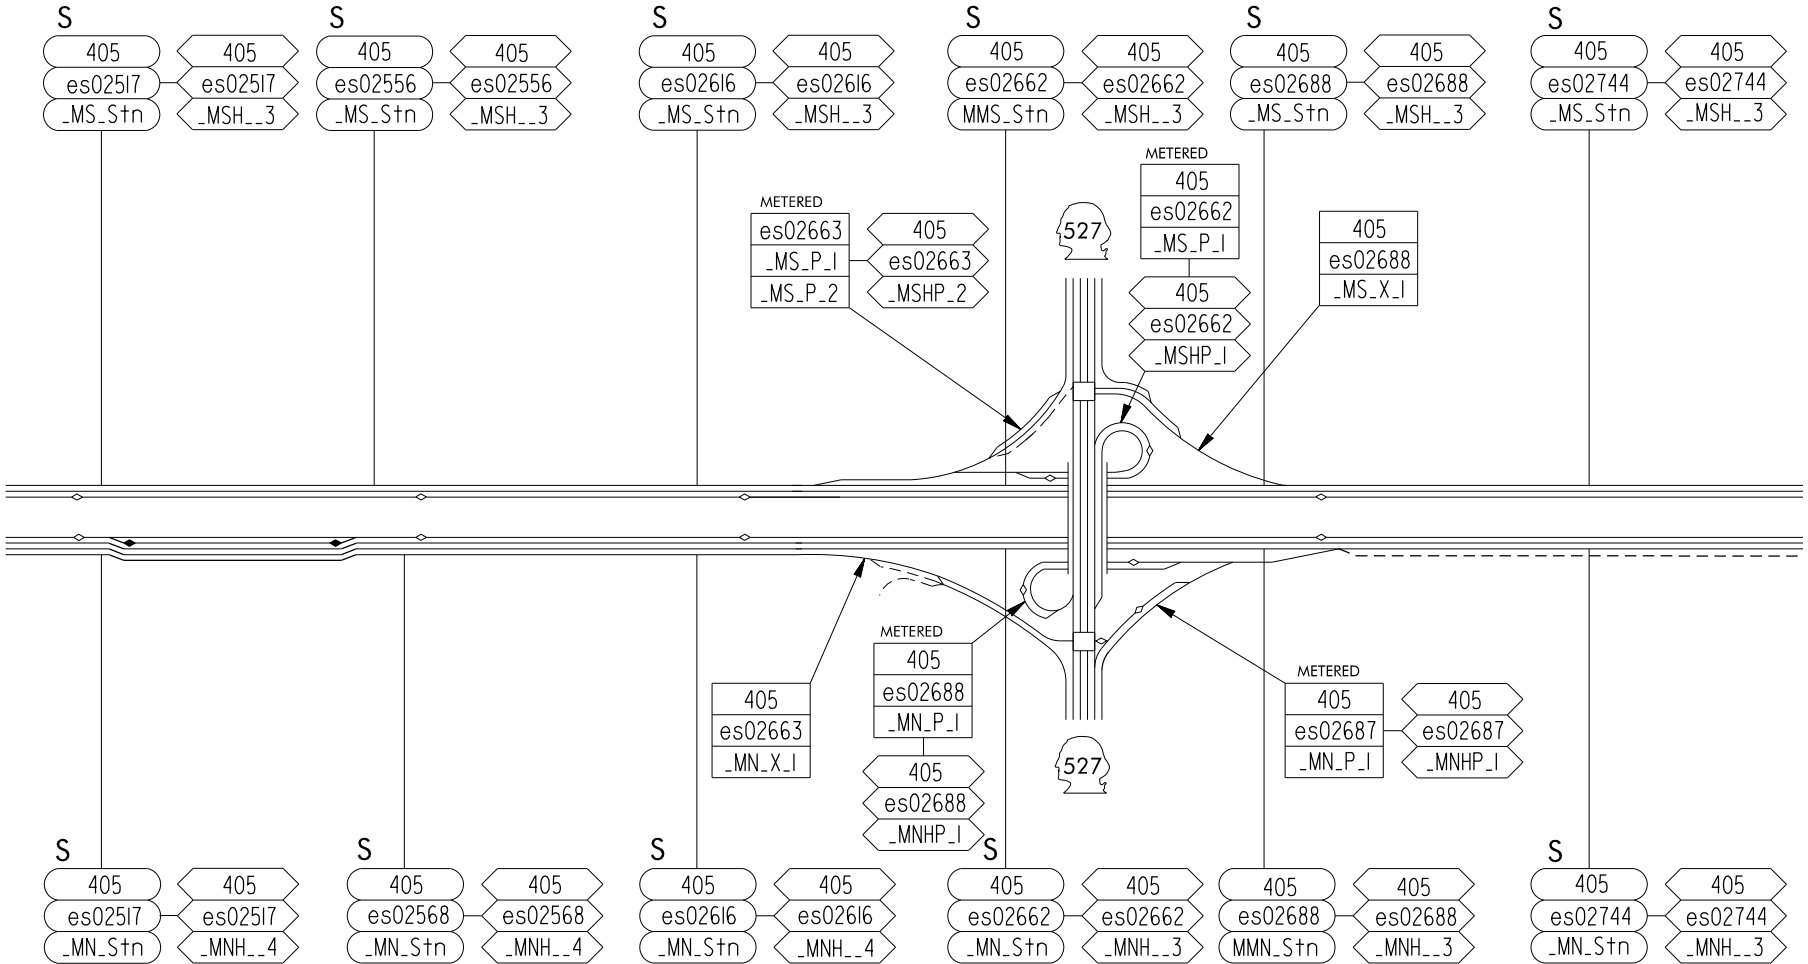 S
S
S
S
S
S
405
es02517
_MS_Stn
405
es02517
_MSH__3
405
es02556
_MS_Stn
405
es02556
_MSH__3
405
es02616
_MS_Stn
405
es02616
_MSH__3
405
es02662
MMS_Stn
405
es02662
_MSH__3
405
es02688
_MS_Stn
405
es02688
_MSH__3
405
es02744
_MS_Stn
405
es02744
_MSH__3
METERED
es02663
_MS_P_1
_MS_P_2
405
es02663
_MSHP_2
527
METERED
405
es02662
_MS_P_1
405
es02662
_MSHP_1
405
es02688
_MS_X_1
405
es02663
_MN_X_1
METERED
405
es02688
_MN_P_1
405
es02688
_MNHP_1
527
METERED
405
es02687
_MN_P_1
405
es02687
_MNHP_1
S
S
S
S
S
405
es02517
_MN_Stn
405
es02517
_MNH__4
405
es02568
_MN_Stn
405
es02568
_MNH__4
405
es02616
_MN_Stn
405
es02616
_MNH__4
405
es02662
_MN_Stn
405
es02662
_MNH__3
405
es02688
MMN_Stn
405
es02688
_MNH__3
405
es02744
_MN_Stn
405
es02744
_MNH__3